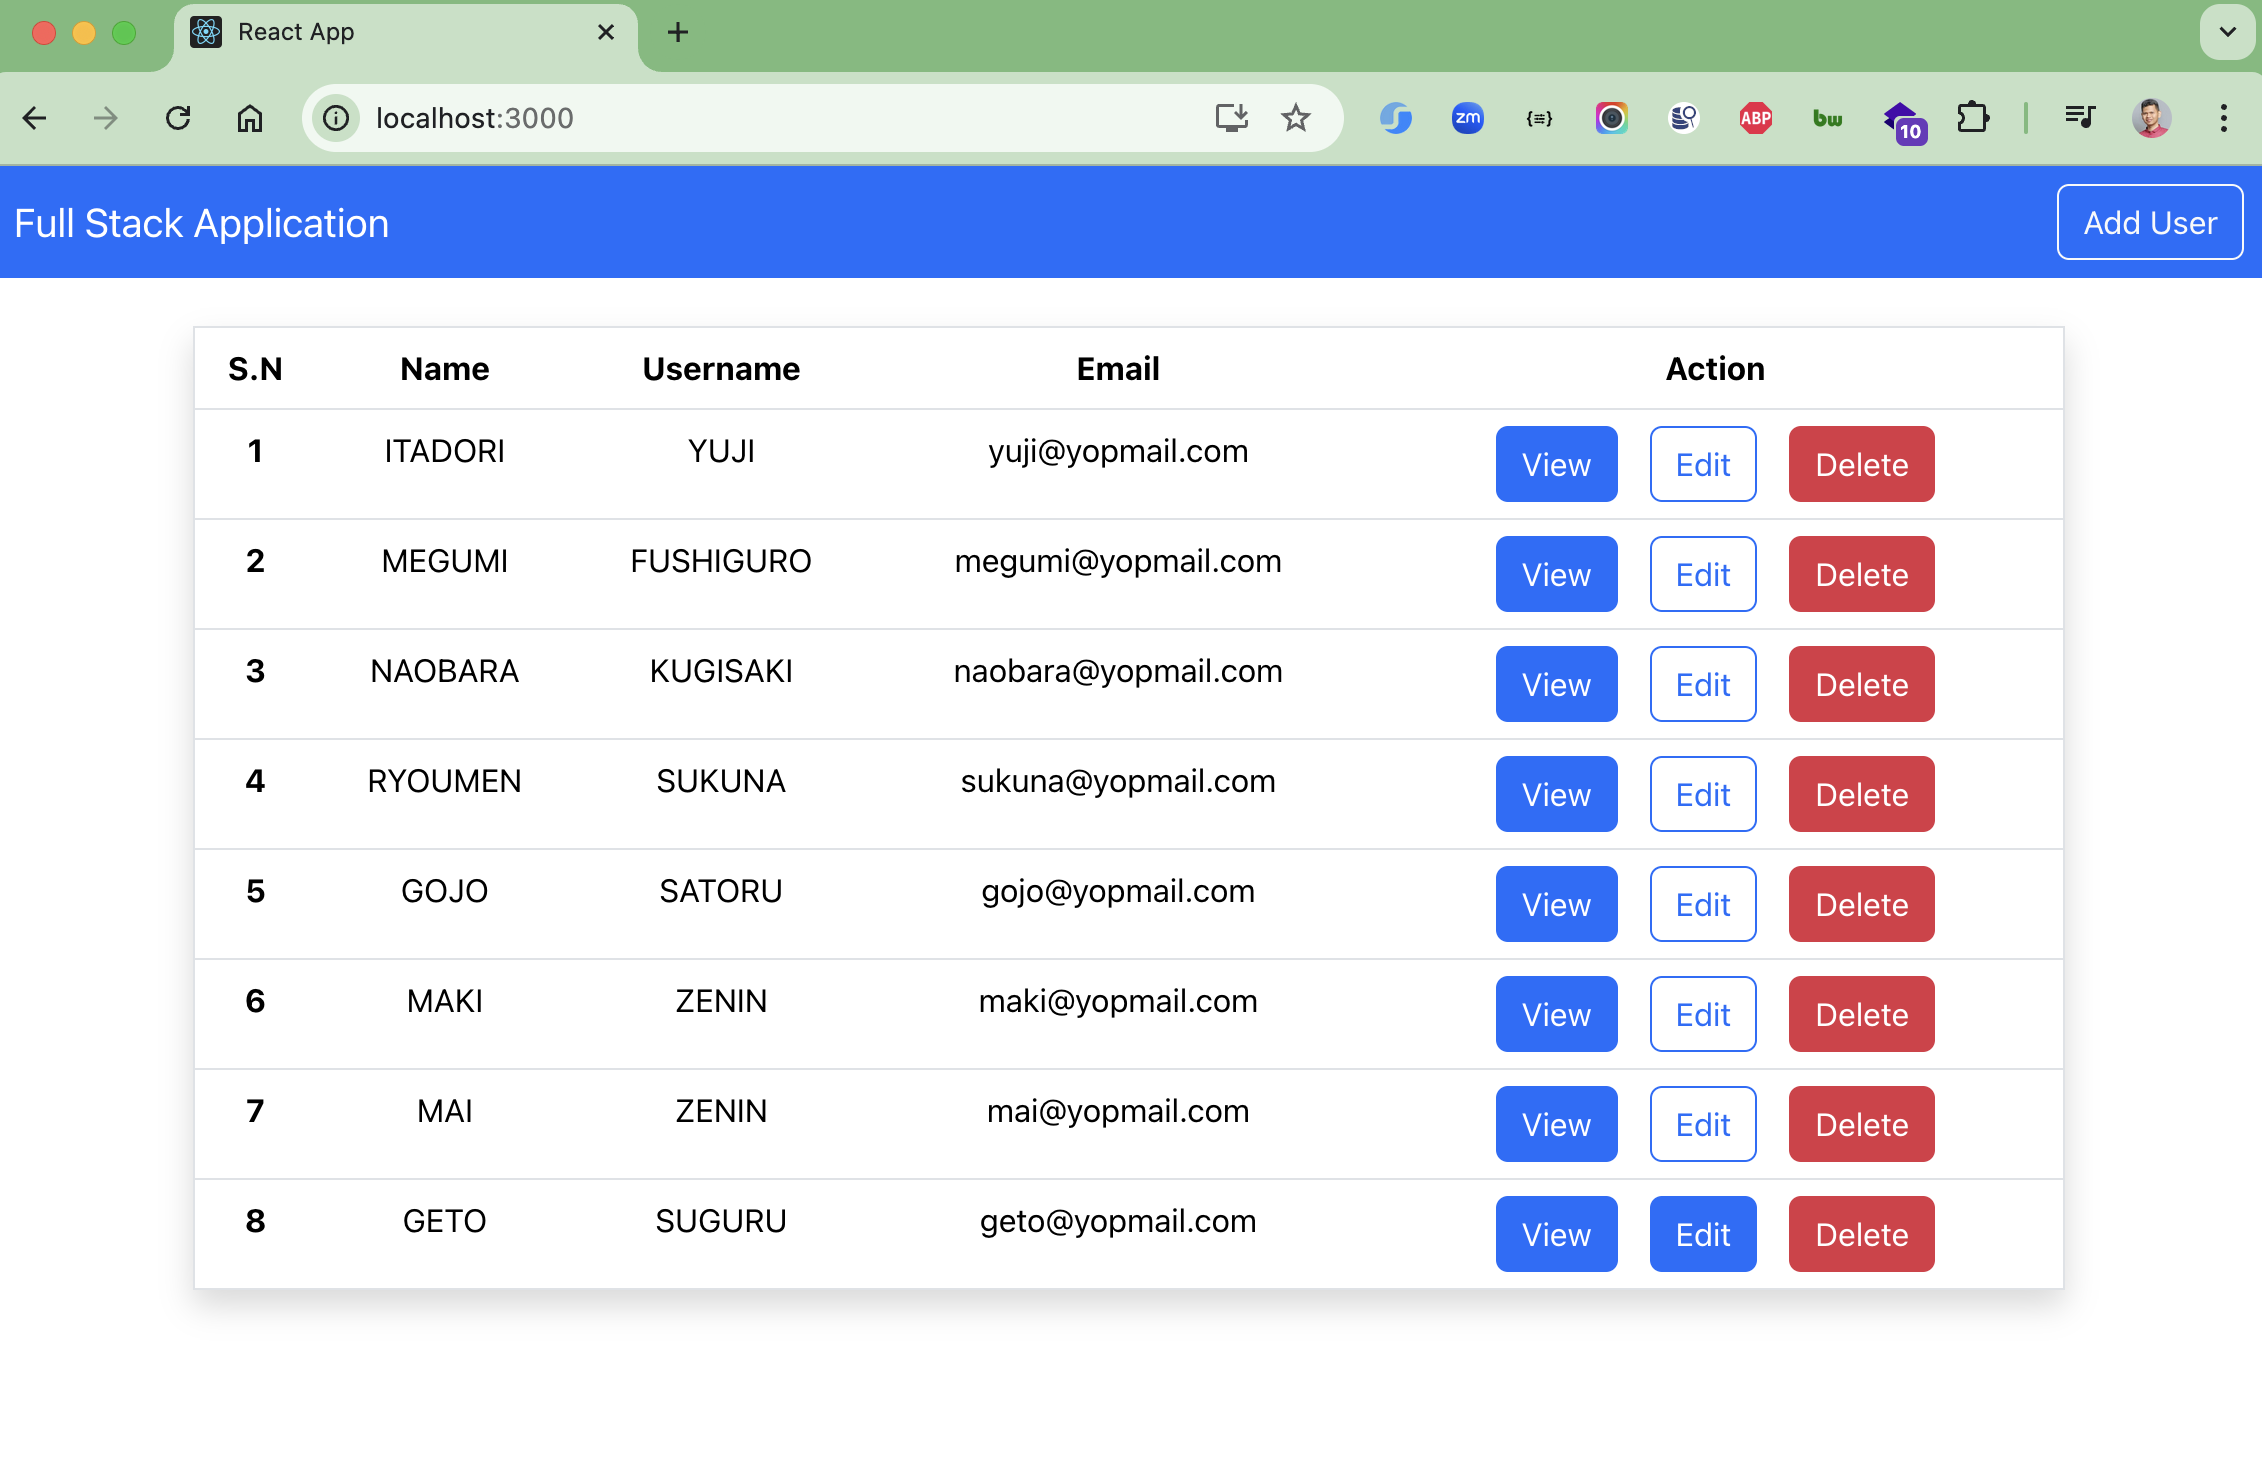 React App
localhost:3000
zm
{≡}
ABP
bw
10
Full Stack Application
Add User
S.N Name Username Email Action
1 ITADORI YUJI yuji@yopmail.com View Edit Delete
2 MEGUMI FUSHIGURO megumi@yopmail.com View Edit Delete
3 NAOBARA KUGISAKI naobara@yopmail.com View Edit Delete
4 RYOUMEN SUKUNA sukuna@yopmail.com View Edit Delete
5 GOJO SATORU gojo@yopmail.com View Edit Delete
6 MAKI ZENIN maki@yopmail.com View Edit Delete
7 MAI ZENIN mai@yopmail.com View Edit Delete
8 GETO SUGURU geto@yopmail.com View Edit Delete